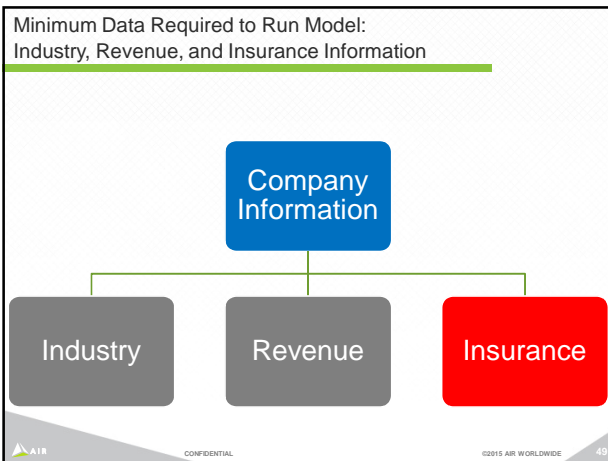 Minimum Data Required to Run Model:
Industry, Revenue, and Insurance Information
Company
Information
Industry
Revenue
Insurance
AIR
CONFIDENTIAL
©2015 AIR WORLDWIDE
49